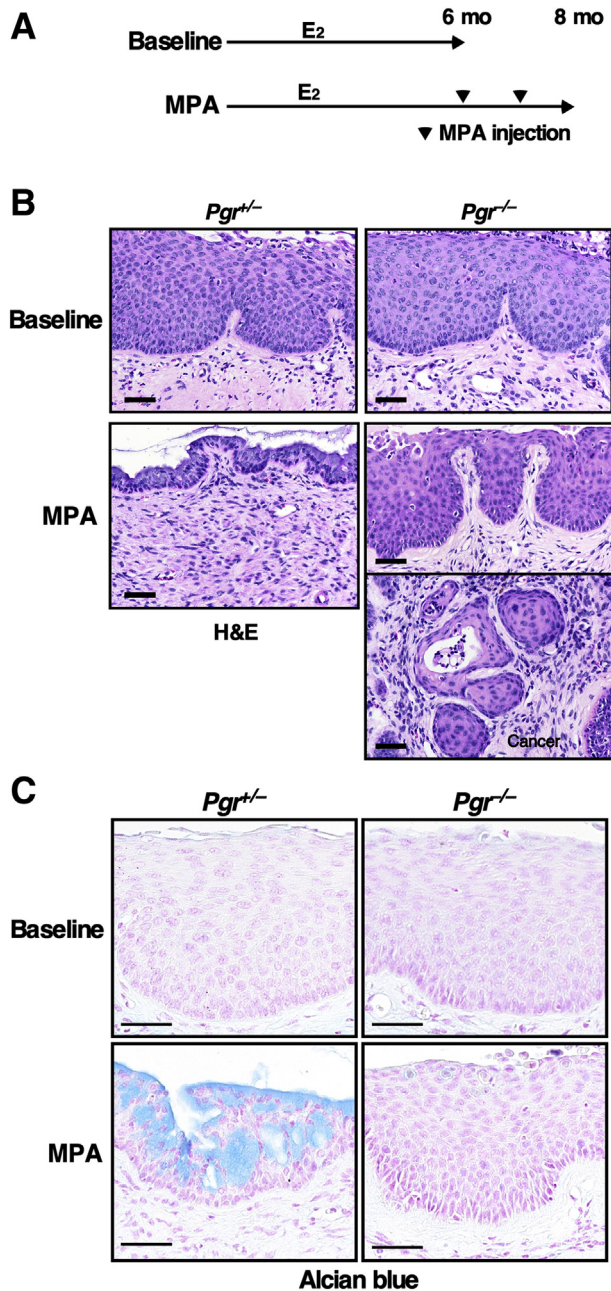 A
6 mo 8 mo
Baseline E2
MPA E2
MPA injection
B
Pgr+/– Pgr–/–
Baseline
MPA
H&E
Cancer
C
Pgr+/– Pgr–/–
Baseline
MPA
Alcian blue